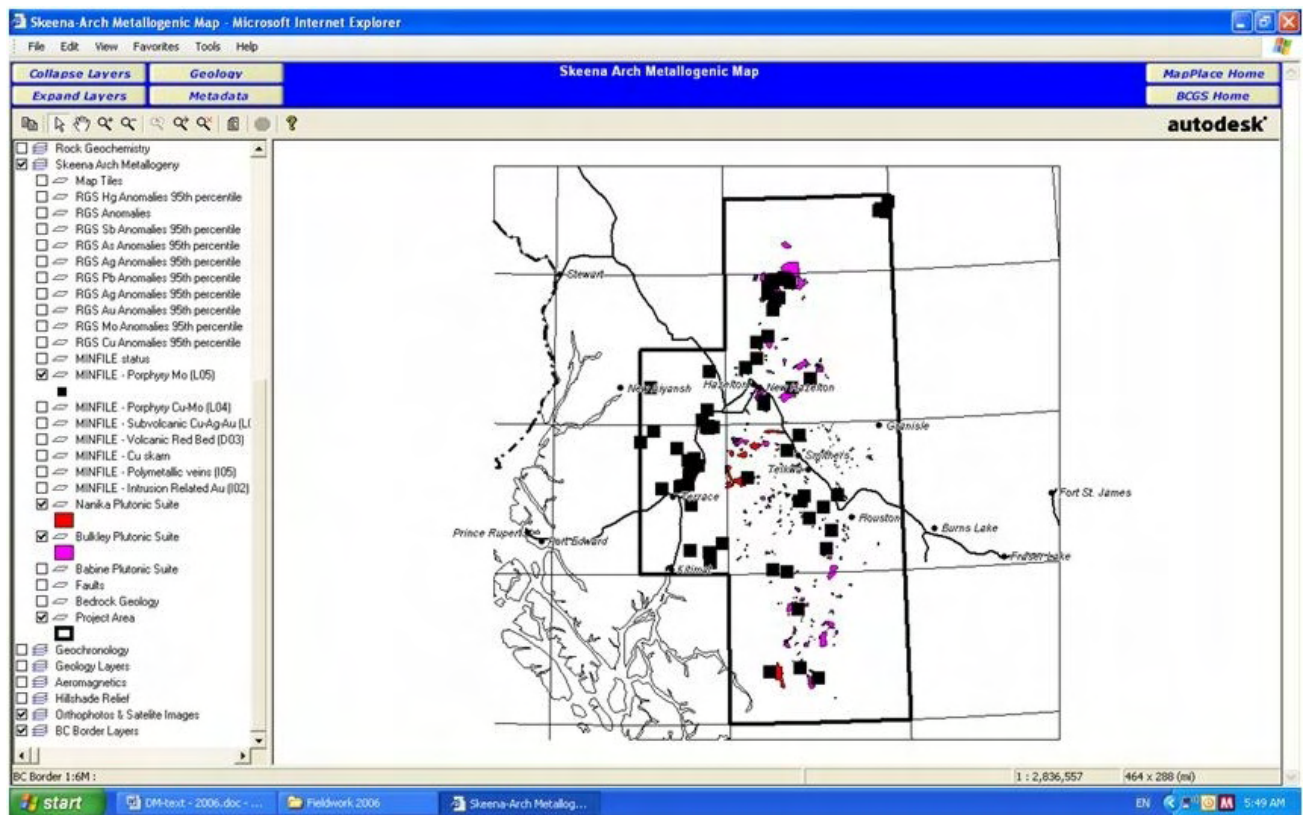 Skeena-Arch Metallogenic Map - Microsoft Internet Explorer
File Edit View Favorites Tools Help
Collapse Layers Geology Skeena Arch Metallogenic Map MapPlace Home
Expand Layers Metadata BCGS Home
autodesk
Rock Geochemistry
Skeena Arch Metallogeny
Map Tiles
RGS Hg Anomalies 95th percentile
RGS Anomalies
RGS Sb Anomalies 95th percentile
RGS As Anomalies 95th percentile
RGS Ag Anomalies 95th percentile
RGS Pb Anomalies 95th percentile
RGS Ag Anomalies 95th percentile
RGS Au Anomalies 95th percentile
RGS Mo Anomalies 95th percentile
RGS Cu Anomalies 95th percentile
MINFILE status
MINFILE - Porphyry Mo (L05)
MINFILE - Porphyry Cu-Mo (L04)
MINFILE - Subvolcanic Cu-Ag-Au (L(
MINFILE - Volcanic Red Bed (D03)
MINFILE - Cu skarn
MINFILE - Polymetallic veins (I05)
MINFILE - Intrusion Related Au (I02)
Nanika Plutonic Suite
Bulkley Plutonic Suite
Babine Plutonic Suite
Faults
Bedrock Geology
Project Area
Geochronology
Geology Layers
Aeromagnetics
Hillshade Relief
Orthophotos & Satelite Images
BC Border Layers
Stewart
New Aiyansh
Hazelton
New Hazelton
Granisle
Smithers
Telkwa
Terrace
Fort St. James
Houston
Burns Lake
Prince Rupert
Port Edward
Fraser Lake
Kitimat
BC Border 1:6M : 1 : 2,836,557 464 x 288 (mi)
start DM-text - 2006.doc - ... Fieldwork 2006 Skeena-Arch Metallog... EN 5:49 AM